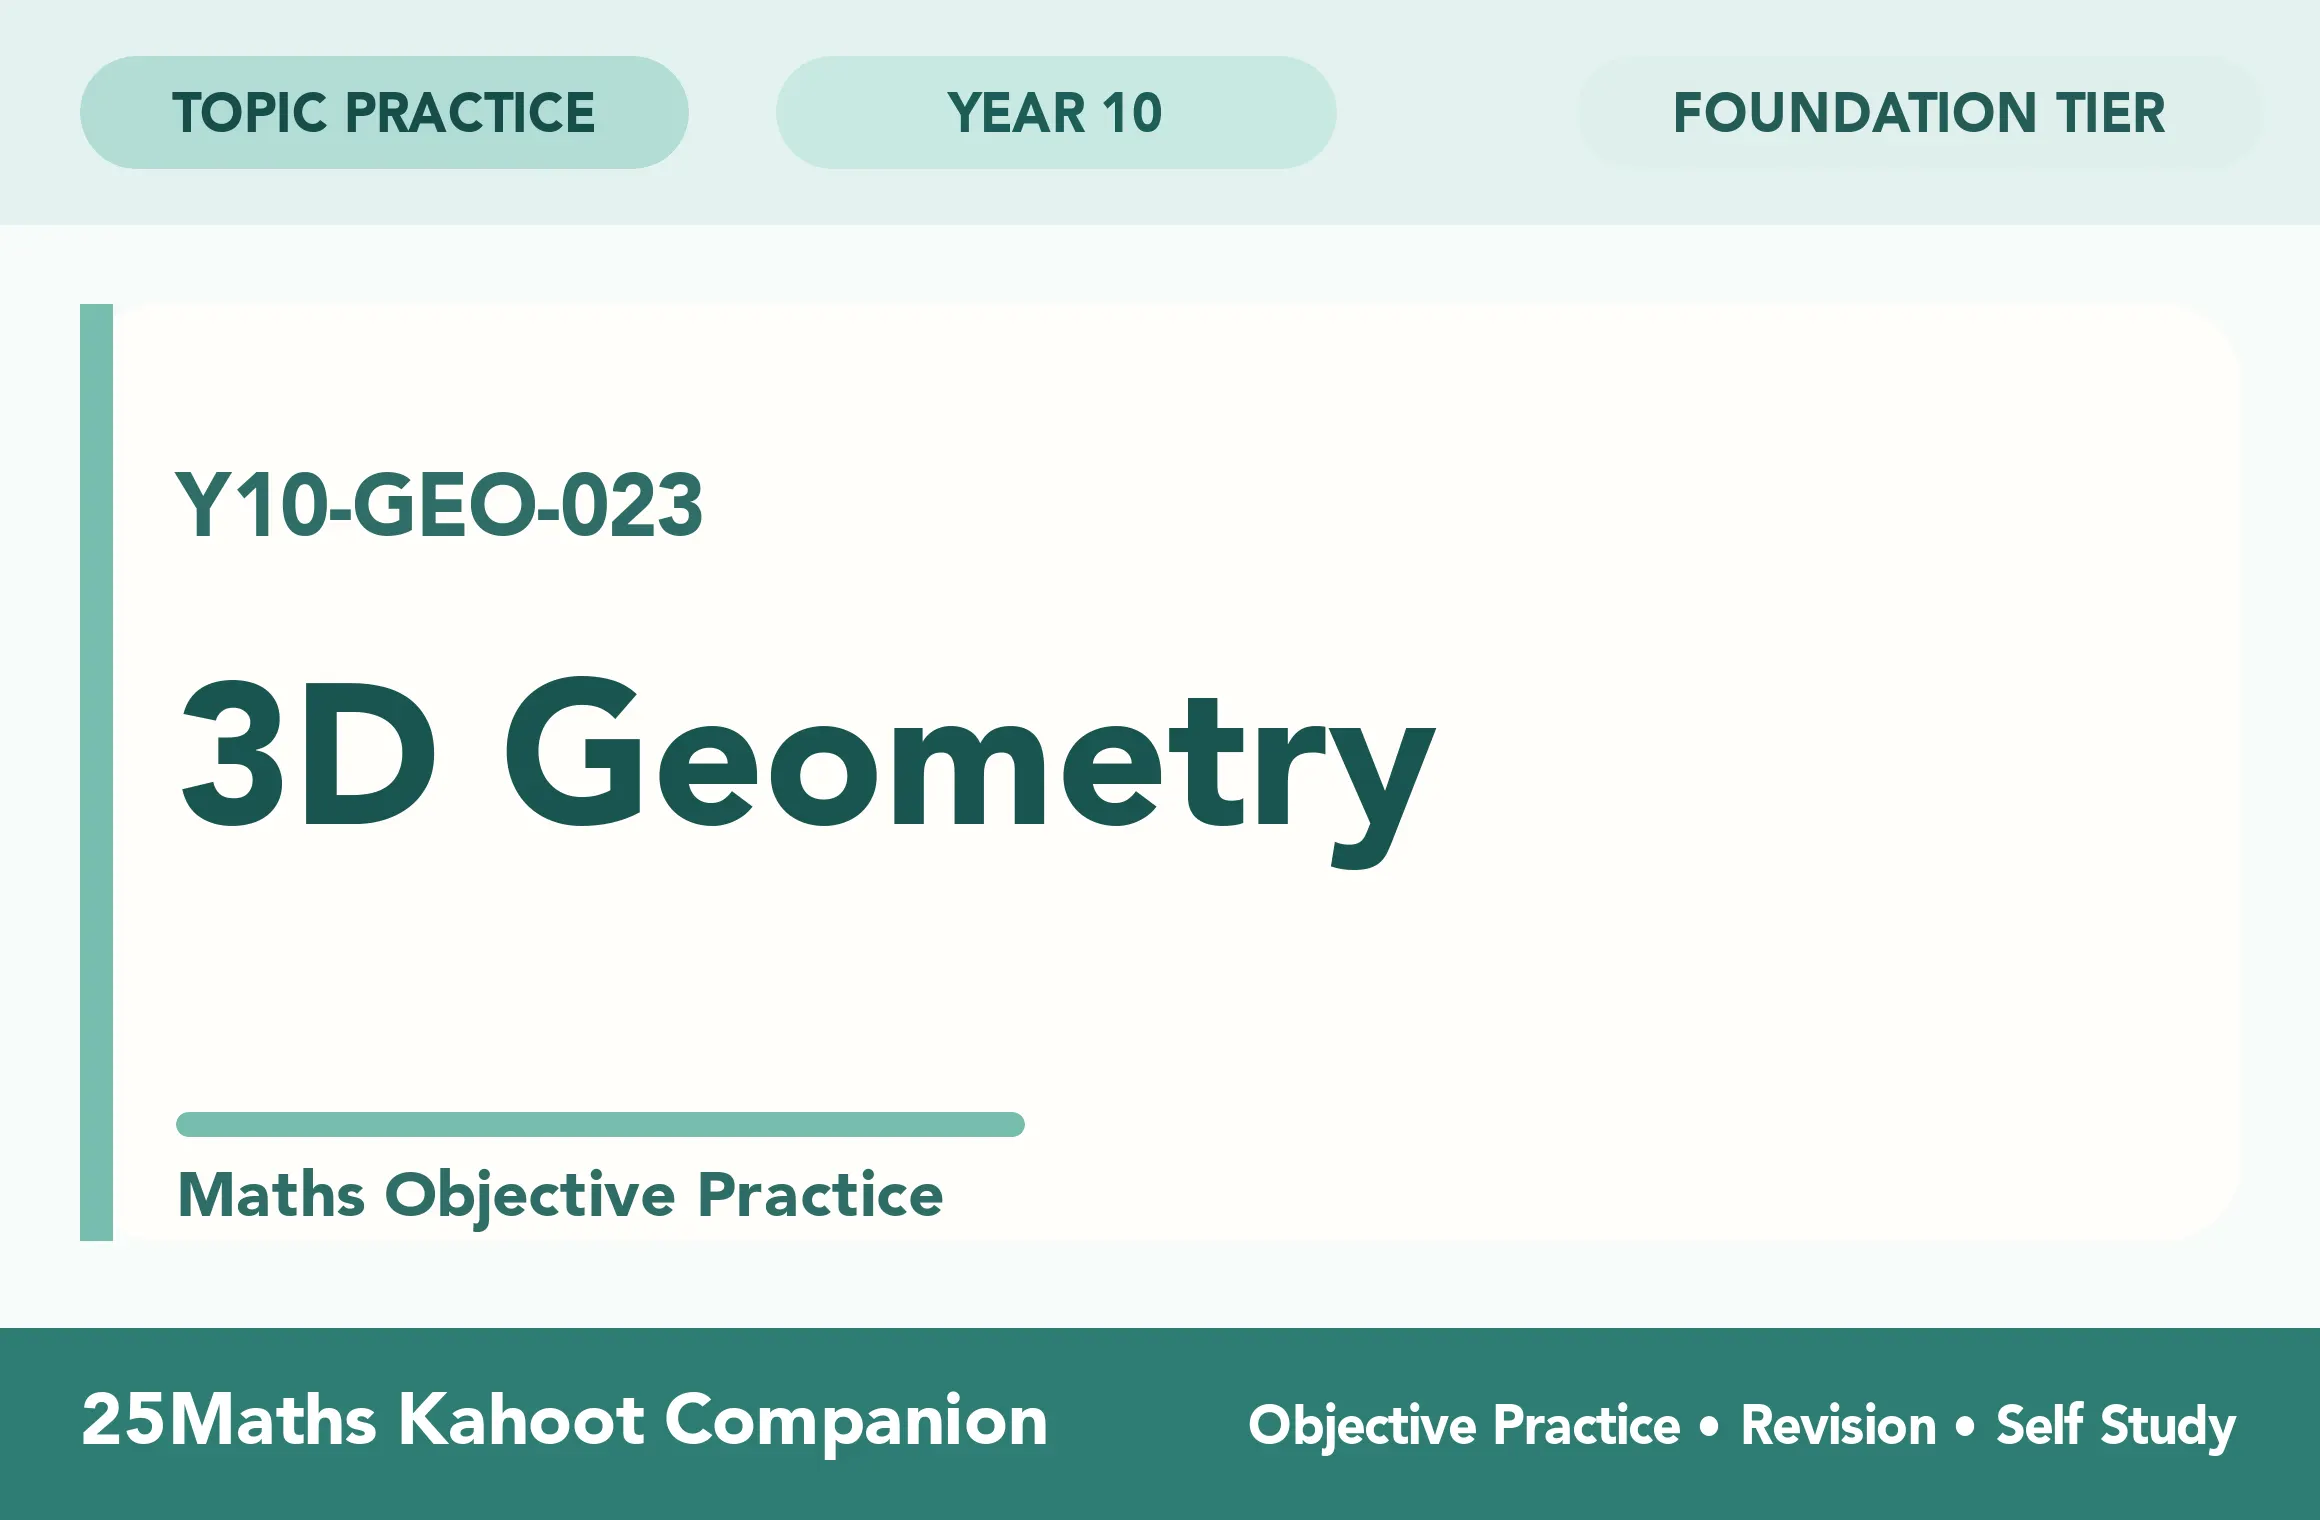 TOPIC PRACTICE
YEAR 10
FOUNDATION TIER
Y10-GEO-023
3D Geometry
Maths Objective Practice
25Maths Kahoot Companion
Objective Practice • Revision • Self Study